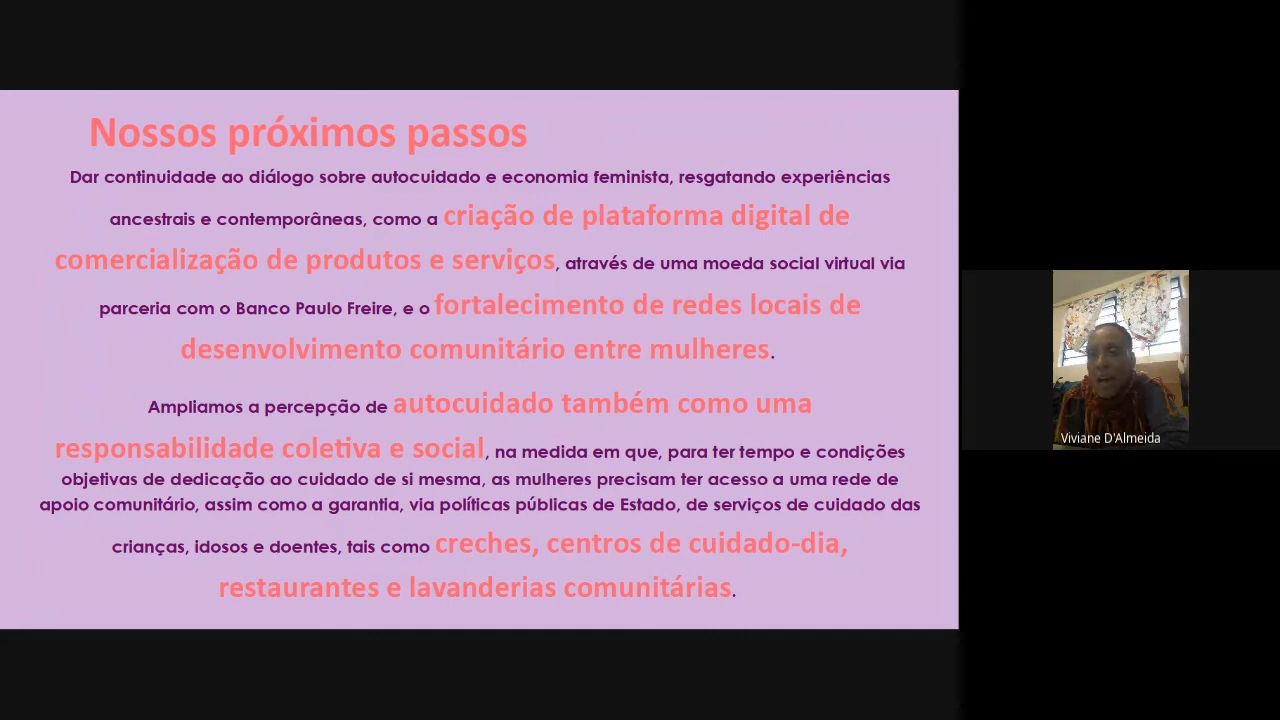 Nossos próximos passos
Dar continuidade ao diálogo sobre autocuidado e economia feminista, resgatando experiências
ancestrais e contemporâneas, como a criação de plataforma digital de
comercialização de produtos e serviços, através de uma moeda social virtual via
parceria com o Banco Paulo Freire, e o fortalecimento de redes locais de
desenvolvimento comunitário entre mulheres.
Ampliamos a percepção de autocuidado também como uma
responsabilidade coletiva e social, na medida em que, para ter tempo e condições
objetivas de dedicação ao cuidado de si mesma, as mulheres precisam ter acesso a uma rede de
apoio comunitário, assim como a garantia, via políticas públicas de Estado, de serviços de cuidado das
crianças, idosos e doentes, tais como creches, centros de cuidado-dia,
restaurantes e lavanderias comunitárias.
Viviane D'Almeida